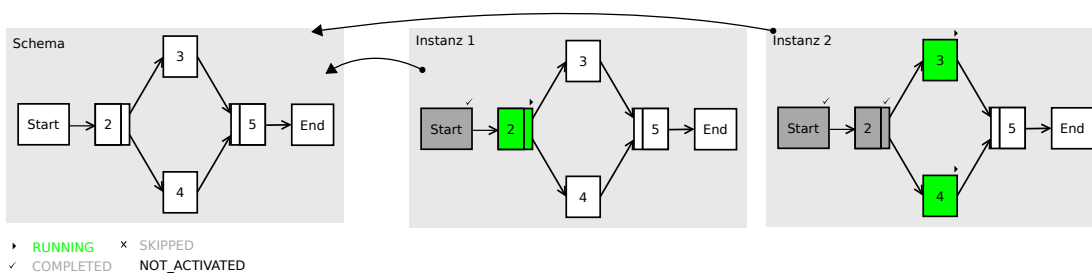 Schema
Start
2
3
4
5
End
Instanz 1
Start
2
3
4
5
End
Instanz 2
Start
2
3
4
5
End
RUNNING
SKIPPED
COMPLETED
NOT_ACTIVATED